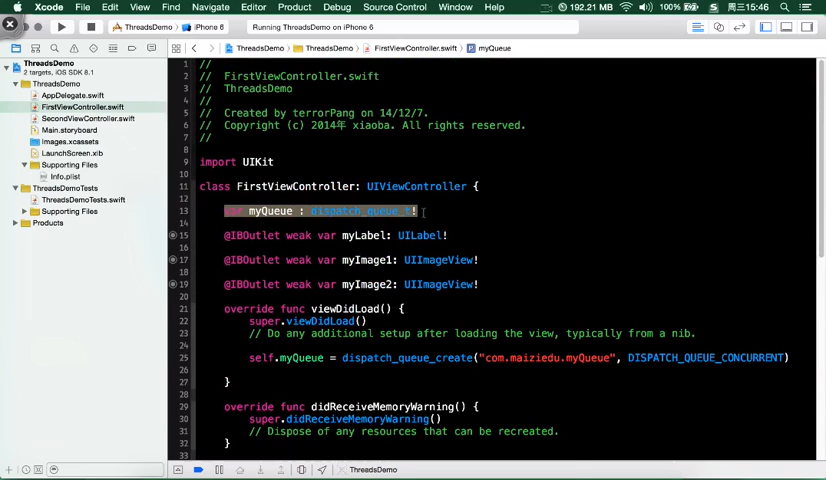 Xcode File Edit View Find Navigate Editor Product Debug Source Control Window Help 192.21 MB 100% 周三15:46
ThreadsDemo iPhone 6 Running ThreadsDemo on iPhone 6
ThreadsDemo ThreadsDemo FirstViewController.swift myQueue
ThreadsDemo
2 targets, iOS SDK 8.1
ThreadsDemo
AppDelegate.swift
FirstViewController.swift
SecondViewController.swift
Main.storyboard
Images.xcassets
LaunchScreen.xib
Supporting Files
Info.plist
ThreadsDemoTests
ThreadsDemoTests.swift
Supporting Files
Products
1 //
2 // FirstViewController.swift
3 // ThreadsDemo
4 //
5 // Created by terrorPang on 14/12/7.
6 // Copyright (c) 2014年 xiaoba. All rights reserved.
7 //
8
9 import UIKit
10
11 class FirstViewController: UIViewController {
12
13 var myQueue : dispatch_queue_t!
14
15 @IBOutlet weak var myLabel: UILabel!
16
17 @IBOutlet weak var myImage1: UIImageView!
18
19 @IBOutlet weak var myImage2: UIImageView!
20
21 override func viewDidLoad() {
22 super.viewDidLoad()
23 // Do any additional setup after loading the view, typically from a nib.
24
25 self.myQueue = dispatch_queue_create("com.maiziedu.myQueue", DISPATCH_QUEUE_CONCURRENT)
26
27 }
28
29 override func didReceiveMemoryWarning() {
30 super.didReceiveMemoryWarning()
31 // Dispose of any resources that can be recreated.
32 }
33
ThreadsDemo